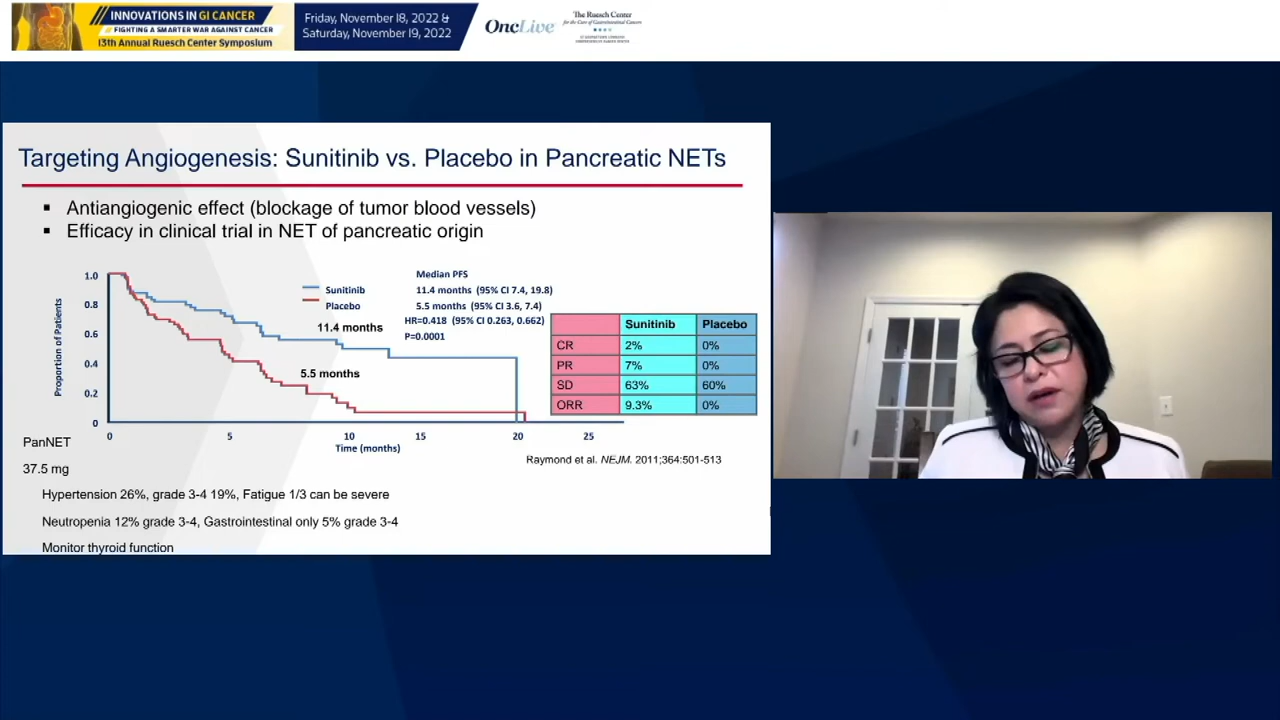 INNOVATIONS IN GI CANCER
FIGHTING A SMARTER WAR AGAINST CANCER
13th Annual Ruesch Center Symposium
Friday, November 18, 2022 &
Saturday, November 19, 2022
OncLive
The Ruesch Center
for the Cure of Gastrointestinal Cancers
Targeting Angiogenesis: Sunitinib vs. Placebo in Pancreatic NETs
▪ Antiangiogenic effect (blockage of tumor blood vessels)
▪ Efficacy in clinical trial in NET of pancreatic origin
Proportion of Patients
1.0
0.8
0.6
0.4
0.2
0
Median PFS
Sunitinib 11.4 months (95% CI 7.4, 19.8)
Placebo 5.5 months (95% CI 3.6, 7.4)
HR=0.418 (95% CI 0.263, 0.662)
P=0.0001
11.4 months
5.5 months
Sunitinib Placebo
CR 2% 0%
PR 7% 0%
SD 63% 60%
ORR 9.3% 0%
0 5 10 15 20 25
Time (months)
Raymond et al. NEJM. 2011;364:501-513
PanNET
37.5 mg
Hypertension 26%, grade 3-4 19%, Fatigue 1/3 can be severe
Neutropenia 12% grade 3-4, Gastrointestinal only 5% grade 3-4
Monitor thyroid function